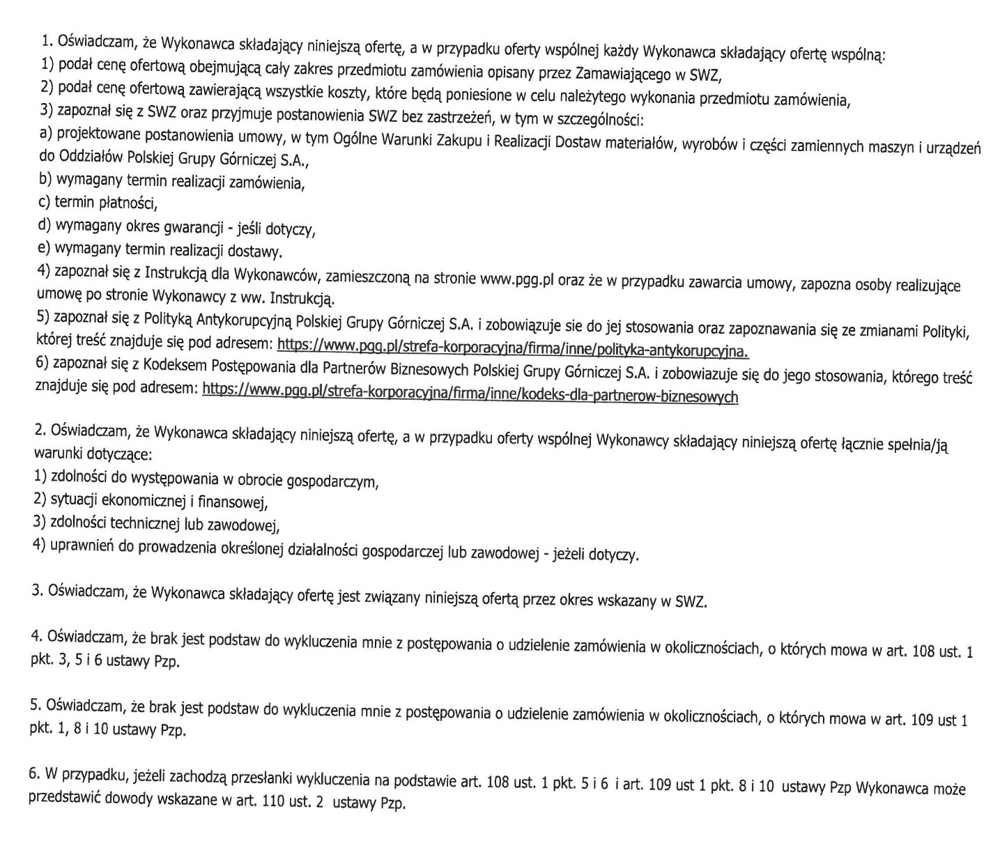 1. Oświadczam, że Wykonawca składający niniejszą ofertę, a w przypadku oferty wspólnej każdy Wykonawca składający ofertę wspólną:
1) podał cenę ofertową obejmującą cały zakres przedmiotu zamówienia opisany przez Zamawiającego w SWZ,
2) podał cenę ofertową zawierającą wszystkie koszty, które będą poniesione w celu należytego wykonania przedmiotu zamówienia,
3) zapoznał się z SWZ oraz przyjmuje postanowienia SWZ bez zastrzeżeń, w tym w szczególności:
a) projektowane postanowienia umowy, w tym Ogólne Warunki Zakupu i Realizacji Dostaw materiałów, wyrobów i części zamiennych maszyn i urządzeń
do Oddziałów Polskiej Grupy Górniczej S.A.,
b) wymagany termin realizacji zamówienia,
c) termin płatności,
d) wymagany okres gwarancji - jeśli dotyczy,
e) wymagany termin realizacji dostawy.
4) zapoznał się z Instrukcją dla Wykonawców, zamieszczoną na stronie www.pgg.pl oraz że w przypadku zawarcia umowy, zapozna osoby realizujące
umowę po stronie Wykonawcy z ww. Instrukcją.
5) zapoznał się z Polityką Antykorupcyjną Polskiej Grupy Górniczej S.A. i zobowiązuje sie do jej stosowania oraz zapoznawania się ze zmianami Polityki,
której treść znajduje się pod adresem: https://www.pgg.pl/strefa-korporacyjna/firma/inne/polityka-antykorupcyjna.
6) zapoznał się z Kodeksem Postępowania dla Partnerów Biznesowych Polskiej Grupy Górniczej S.A. i zobowiazuje się do jego stosowania, którego treść
znajduje się pod adresem: https://www.pgg.pl/strefa-korporacyjna/firma/inne/kodeks-dla-partnerow-biznesowych
2. Oświadczam, że Wykonawca składający niniejszą ofertę, a w przypadku oferty wspólnej Wykonawcy składający niniejszą ofertę łącznie spełnia/ją
warunki dotyczące:
1) zdolności do występowania w obrocie gospodarczym,
2) sytuacji ekonomicznej i finansowej,
3) zdolności technicznej lub zawodowej,
4) uprawnień do prowadzenia określonej działalności gospodarczej lub zawodowej - jeżeli dotyczy.
3. Oświadczam, że Wykonawca składający ofertę jest związany niniejszą ofertą przez okres wskazany w SWZ.
4. Oświadczam, że brak jest podstaw do wykluczenia mnie z postępowania o udzielenie zamówienia w okolicznościach, o których mowa w art. 108 ust. 1
pkt. 3, 5 i 6 ustawy Pzp.
5. Oświadczam, że brak jest podstaw do wykluczenia mnie z postępowania o udzielenie zamówienia w okolicznościach, o których mowa w art. 109 ust 1
pkt. 1, 8 i 10 ustawy Pzp.
6. W przypadku, jeżeli zachodzą przesłanki wykluczenia na podstawie art. 108 ust. 1 pkt. 5 i 6 i art. 109 ust 1 pkt. 8 i 10 ustawy Pzp Wykonawca może
przedstawić dowody wskazane w art. 110 ust. 2 ustawy Pzp.